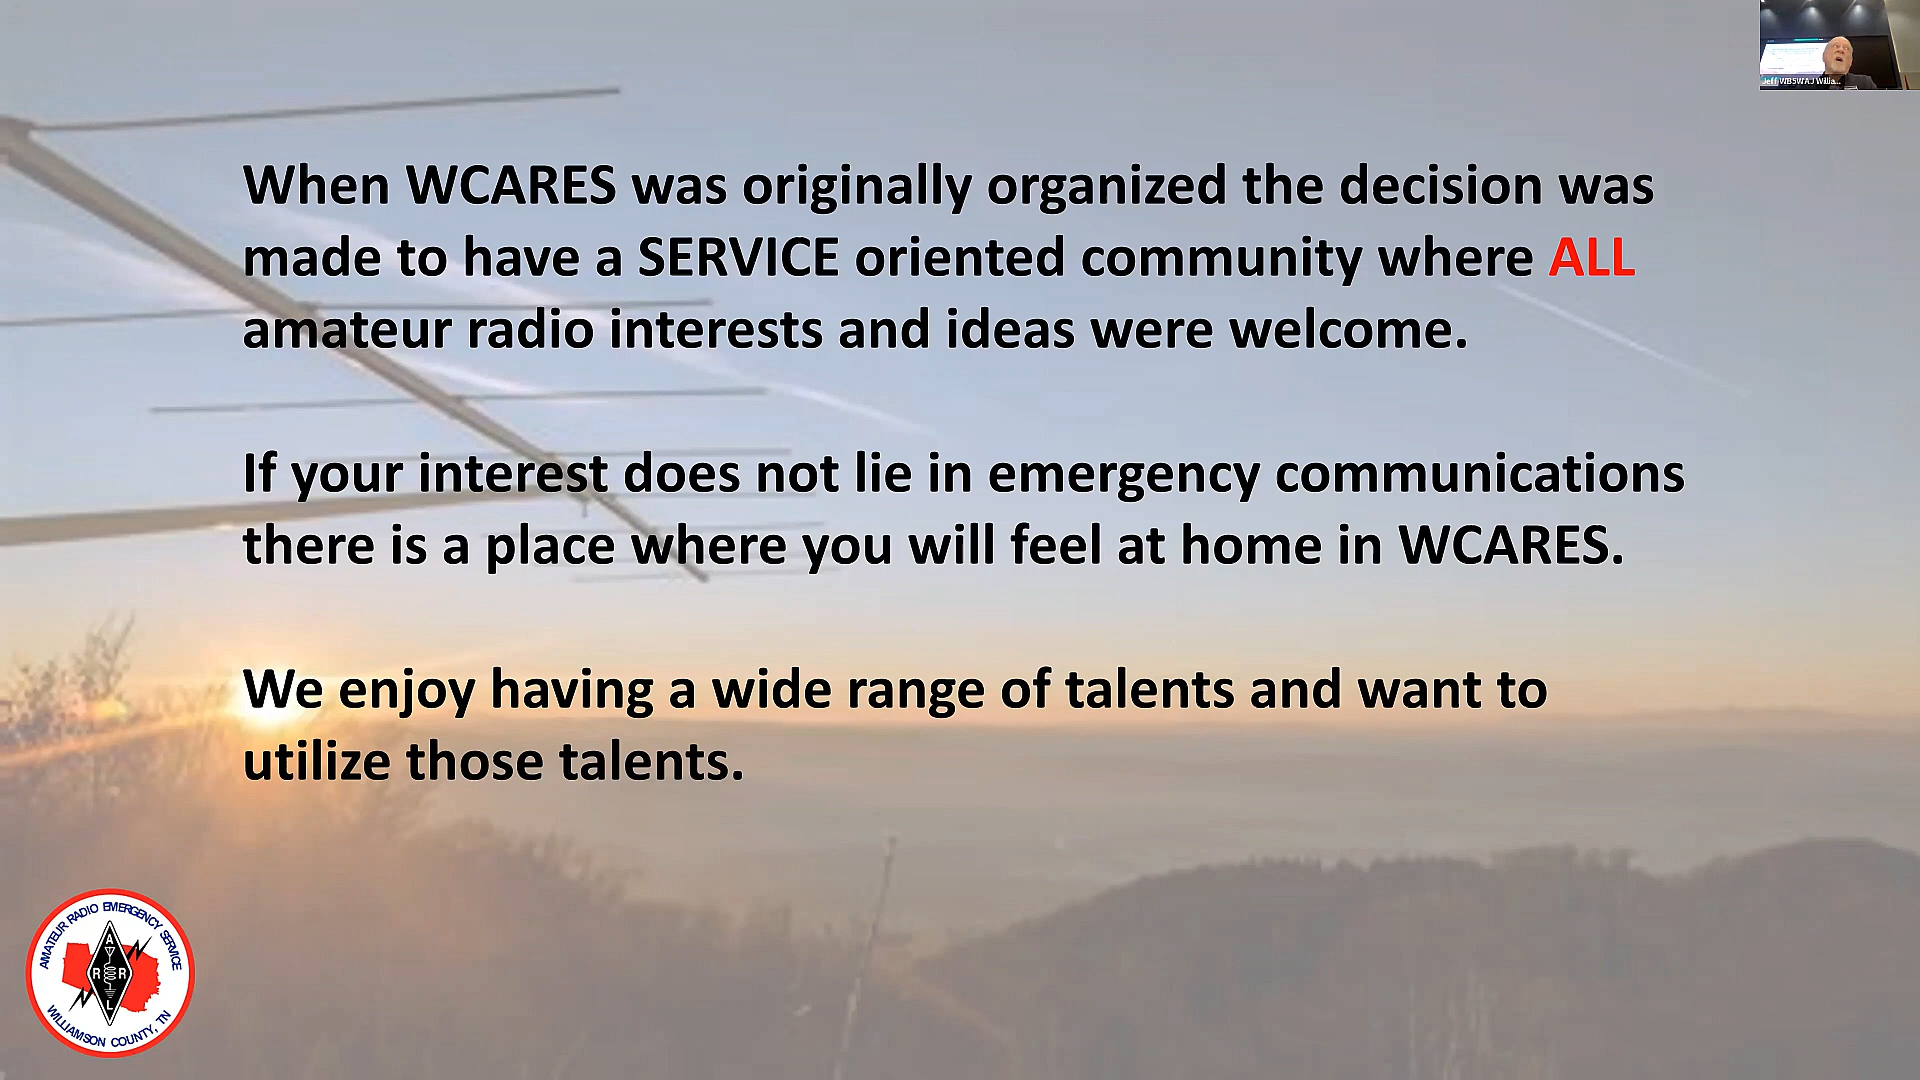 Jeff WB5WAJ Willia...
When WCARES was originally organized the decision was
made to have a SERVICE oriented community where ALL
amateur radio interests and ideas were welcome.
If your interest does not lie in emergency communications
there is a place where you will feel at home in WCARES.
We enjoy having a wide range of talents and want to
utilize those talents.
AMATEUR RADIO EMERGENCY SERVICE
A
R R
L
WILLIAMSON COUNTY, TN